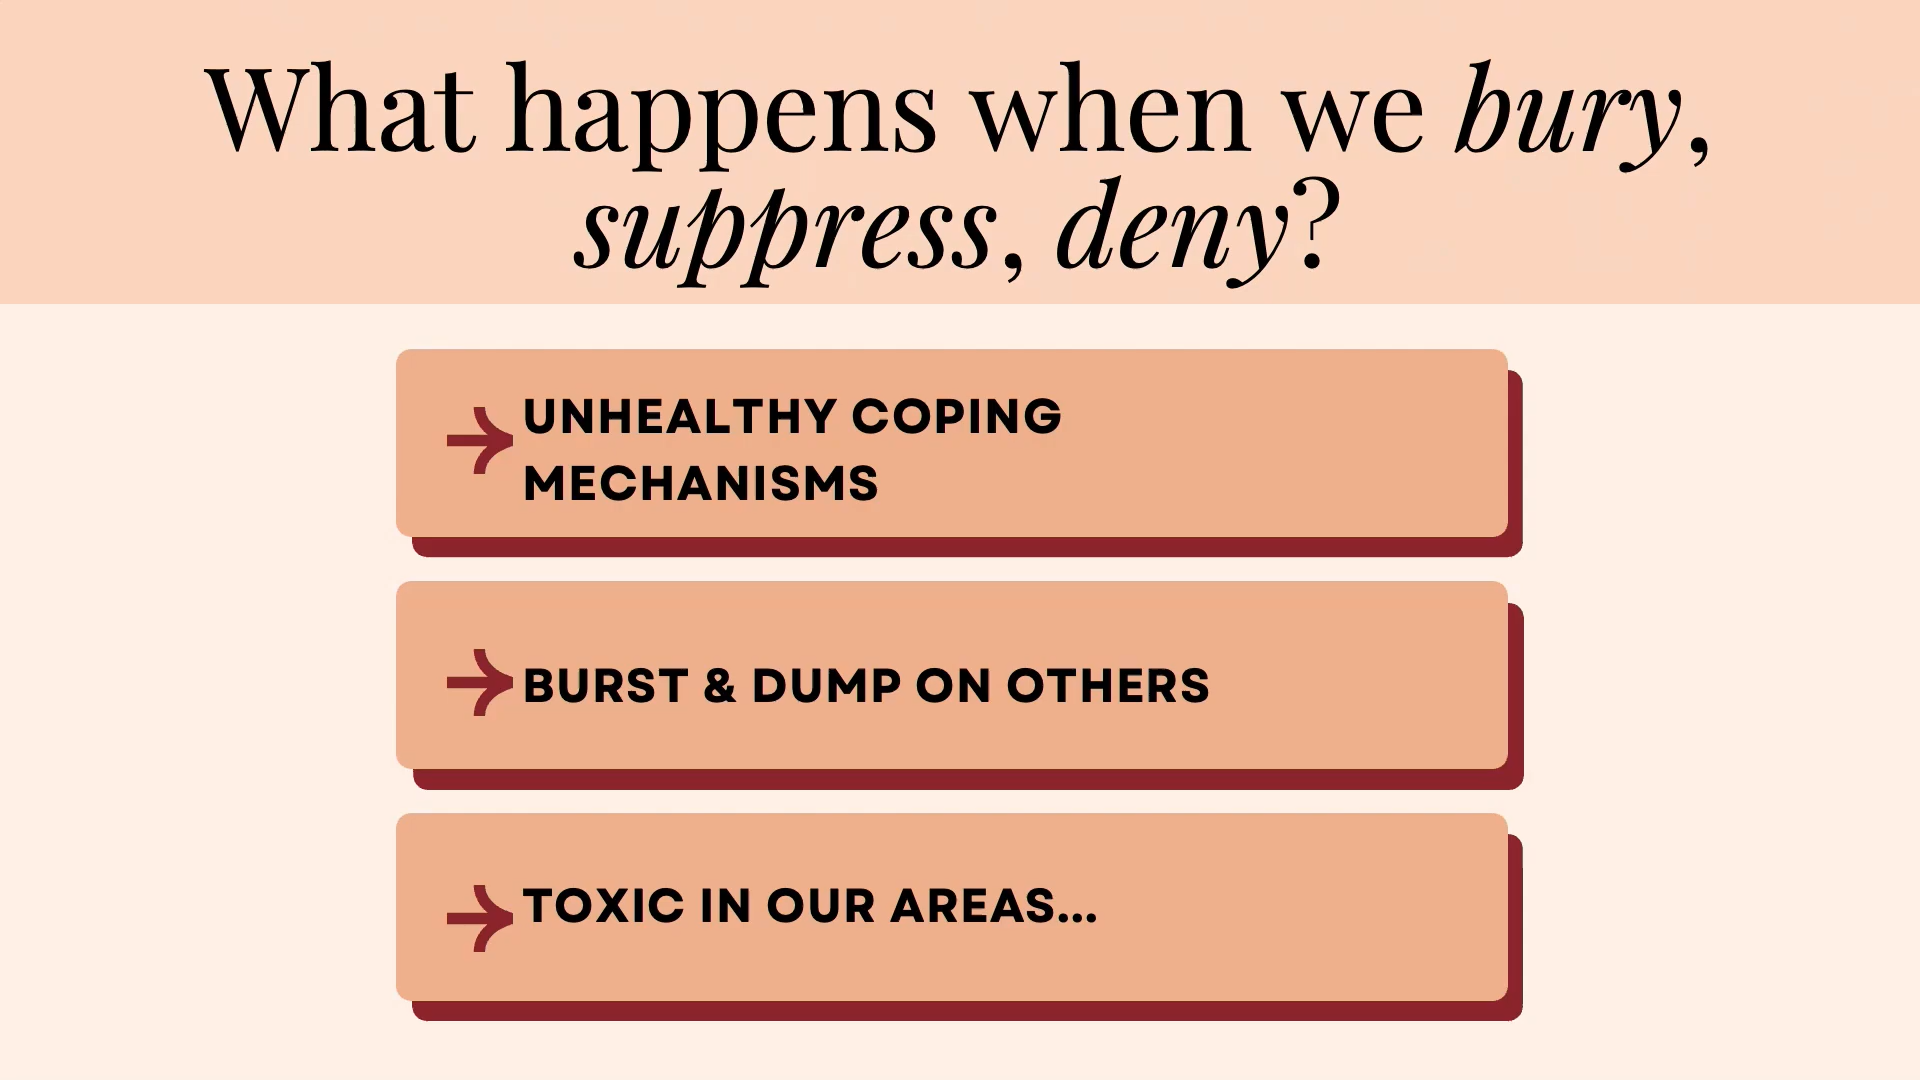 What happens when we bury,
suppress, deny?
UNHEALTHY COPING
MECHANISMS
BURST & DUMP ON OTHERS
TOXIC IN OUR AREAS...